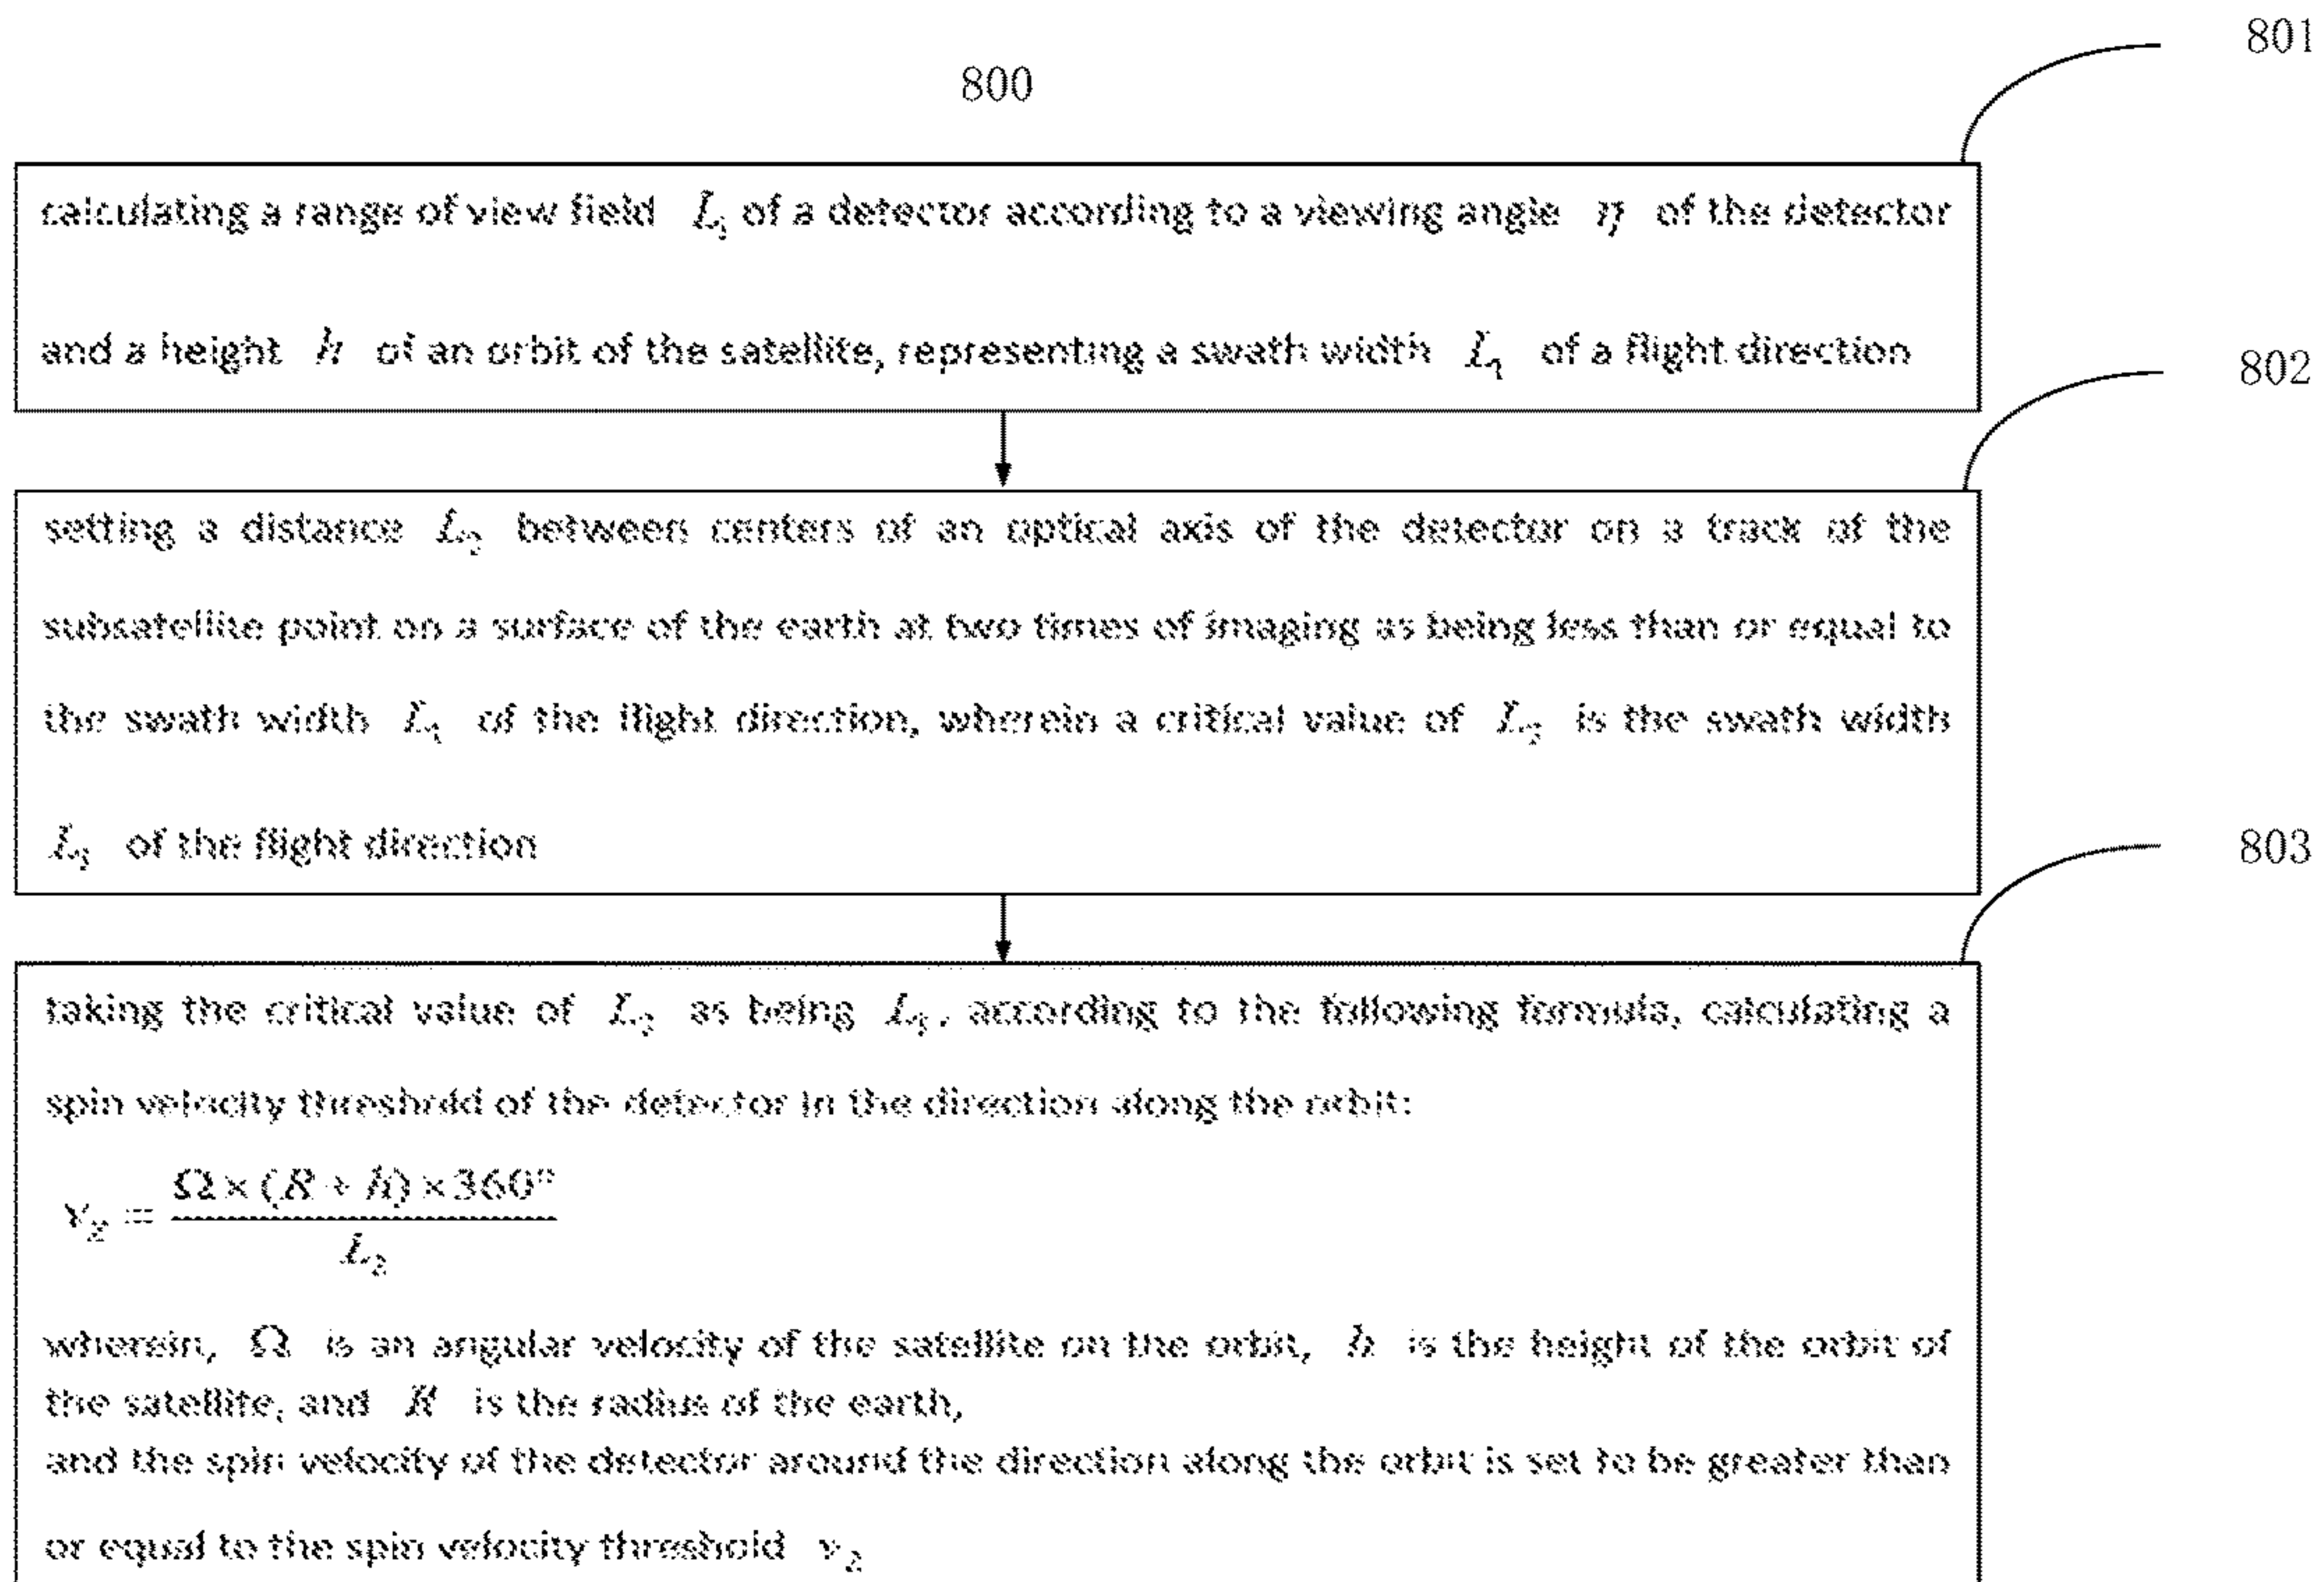 801
800
calculating a range of view field L₁ of a detector according to a viewing angle η of the detector
and a height h of an orbit of the satellite, representing a swath width L₁ of a flight direction
802
setting a distance L₂ between centers of an optical axis of the detector on a track of the
subsatellite point on a surface of the earth at two times of imaging as being less than or equal to
the swath width L₁ of the flight direction, wherein a critical value of L₂ is the swath width
L₁ of the flight direction
803
taking the critical value of L₂ as being L₁, according to the following formula, calculating a
spin velocity threshold of the detector in the direction along the orbit:
v₂ = Ω×(R + h)×360° / L₂
wherein, Ω is an angular velocity of the satellite on the orbit, h is the height of the orbit of
the satellite, and R is the radius of the earth,
and the spin velocity of the detector around the direction along the orbit is set to be greater than
or equal to the spin velocity threshold v₂